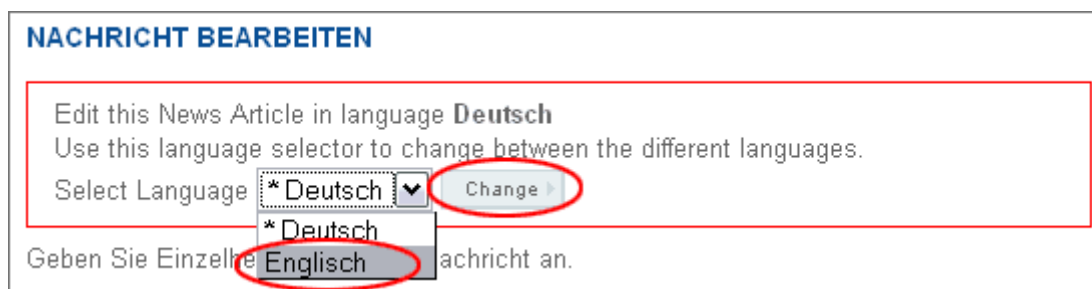 NACHRICHT BEARBEITEN
Edit this News Article in language Deutsch
Use this language selector to change between the different languages.
Select Language * Deutsch Change
* Deutsch
Englisch
Geben Sie achricht an.